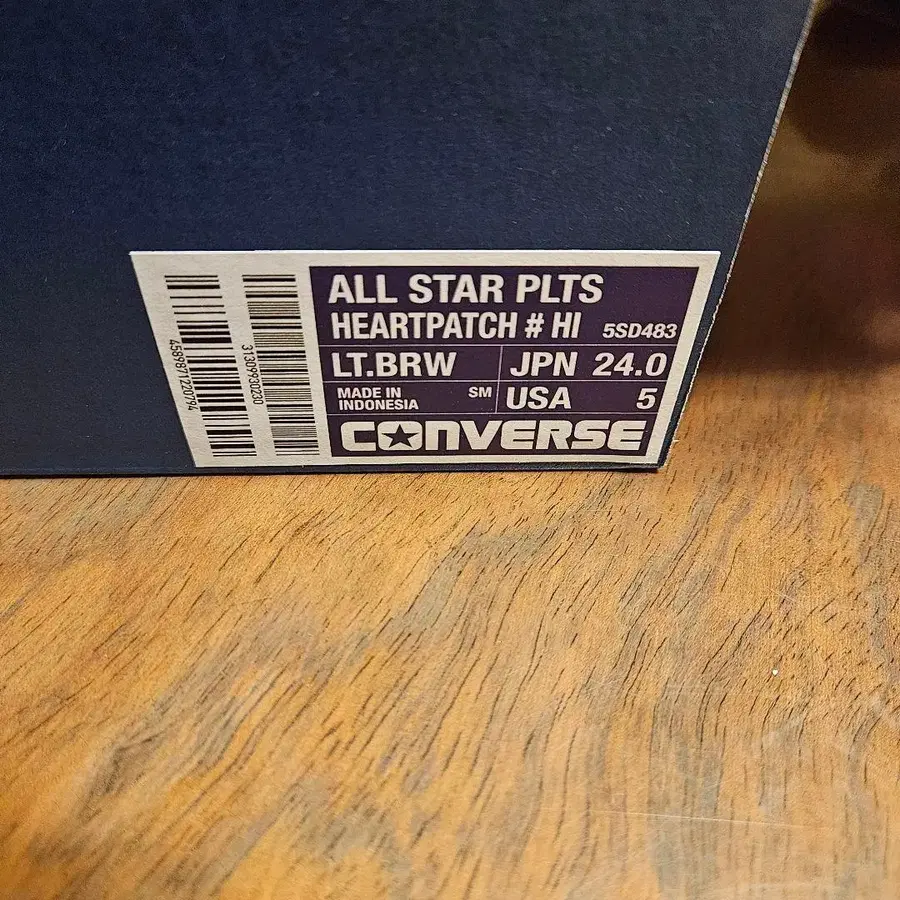 ALL STAR PLTS
HEARTPATCH # HI 5SD483
LT.BRW JPN 24.0
MADE IN INDONESIA SM USA 5
CONVERSE
4589871220794
31309930230